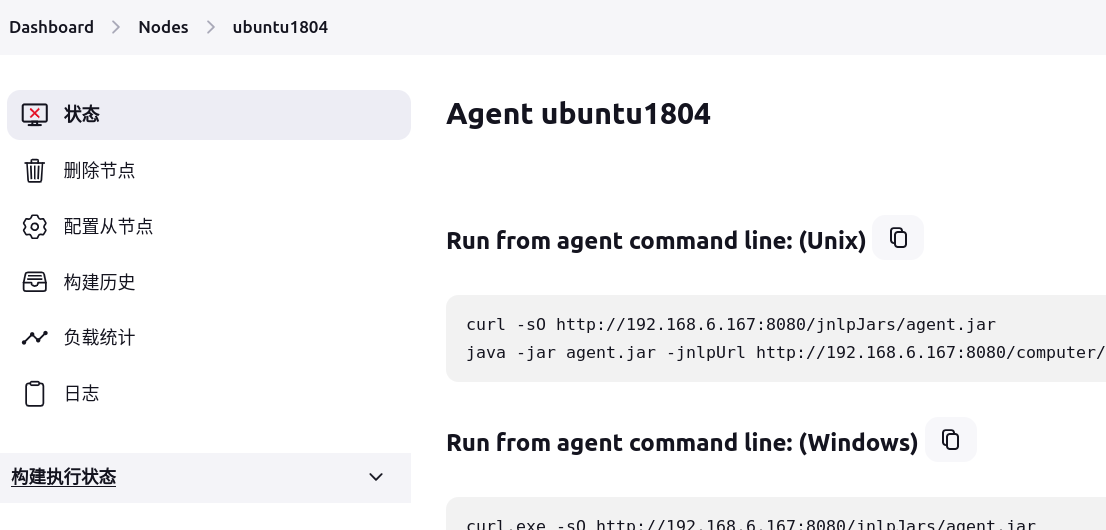 Dashboard > Nodes > ubuntu1804
状态
删除节点
配置从节点
构建历史
负载统计
日志
构建执行状态
Agent ubuntu1804
Run from agent command line: (Unix)
curl -sO http://192.168.6.167:8080/jnlpJars/agent.jar
java -jar agent.jar -jnlpUrl http://192.168.6.167:8080/computer/
Run from agent command line: (Windows)
curl.exe -sO http://192.168.6.167:8080/jnlpJars/agent.jar